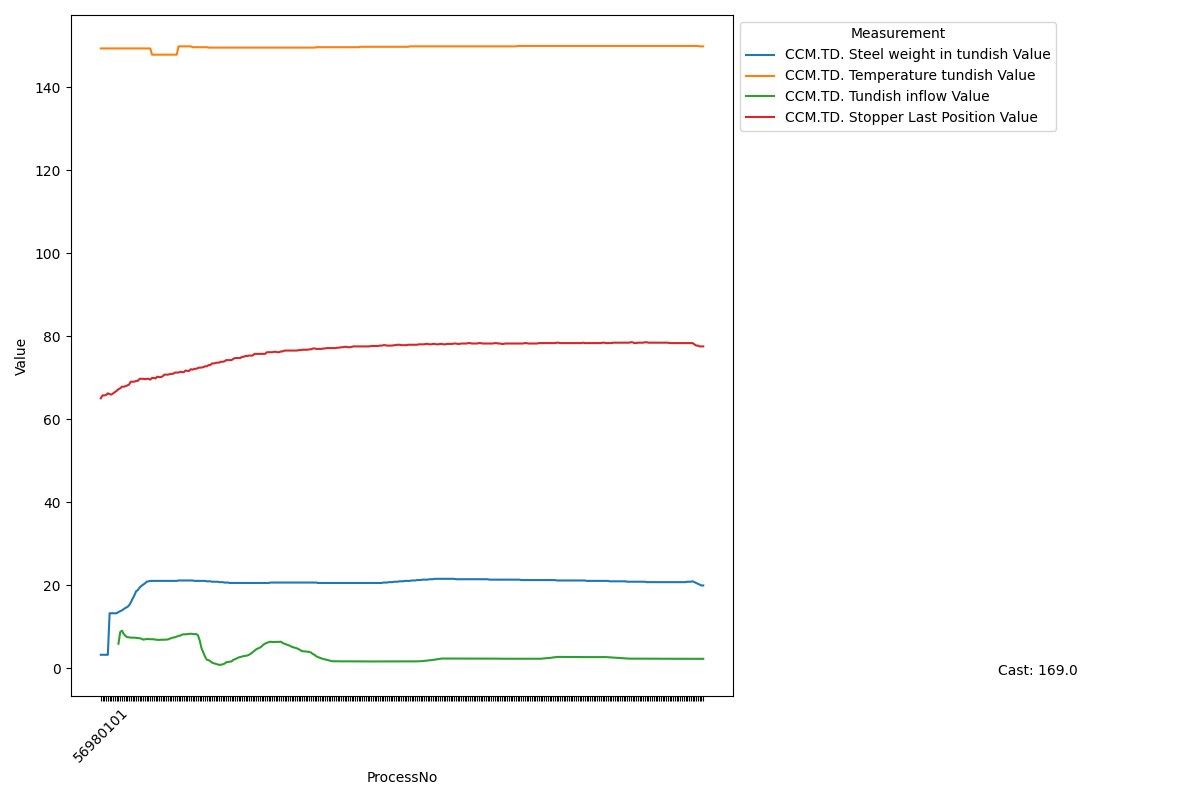 Measurement
CCM.TD. Steel weight in tundish Value
CCM.TD. Temperature tundish Value
CCM.TD. Tundish inflow Value
CCM.TD. Stopper Last Position Value
140
120
100
80
60
40
20
0
Value
56980101
ProcessNo
Cast: 169.0